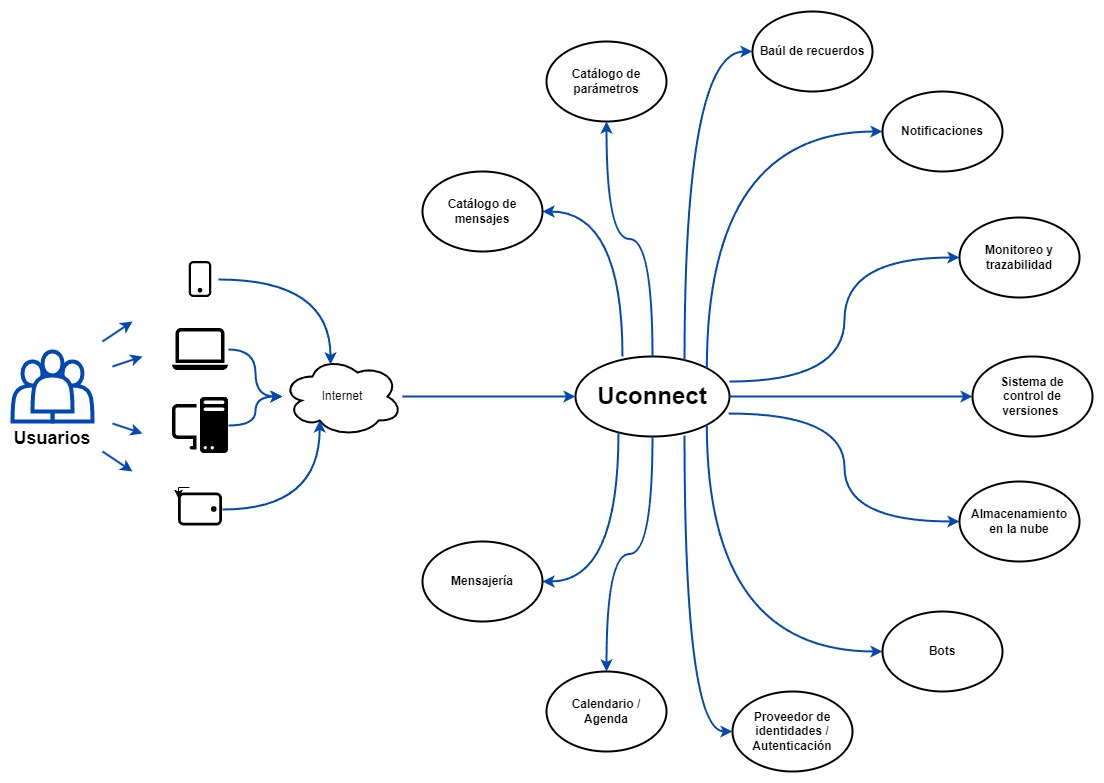 Baúl de recuerdos
Catálogo de
parámetros
Notificaciones
Catálogo de
mensajes
Monitoreo y
trazabilidad
Usuarios
Internet
Uconnect
Sistema de
control de
versiones
Almacenamiento
en la nube
Mensajería
Bots
Calendario /
Agenda
Proveedor de
identidades /
Autenticación